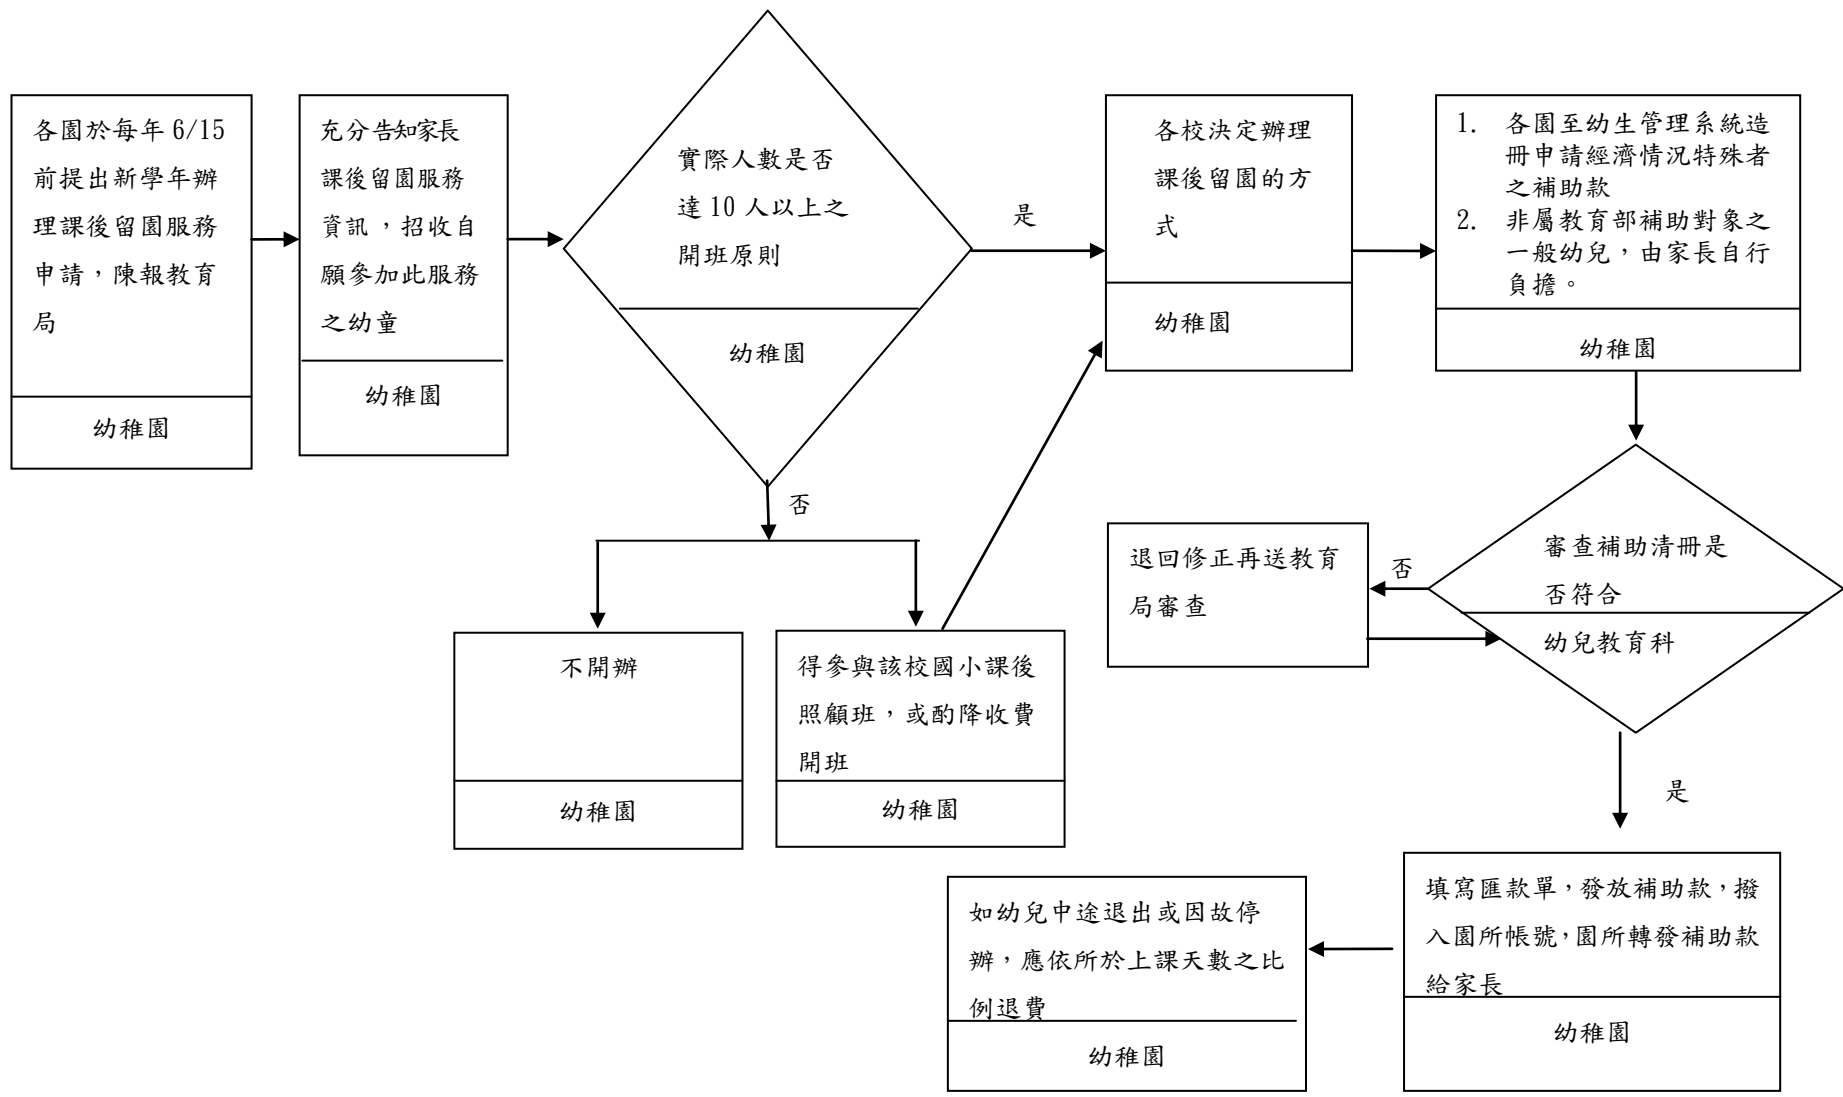 各園於每年 6/15
前提出新學年辦
理課後留園服務
申請，陳報教育
局
幼稚園
充分告知家長
課後留園服務
資訊，招收自
願參加此服務
之幼童
幼稚園
實際人數是否
達 10 人以上之
開班原則
幼稚園
是
否
各校決定辦理
課後留園的方
式
幼稚園
1. 各園至幼生管理系統造
冊申請經濟情況特殊者
之補助款
2. 非屬教育部補助對象之
一般幼兒，由家長自行
負擔。
幼稚園
不開辦
幼稚園
得參與該校國小課後
照顧班，或酌降收費
開班
幼稚園
審查補助清冊是
否符合
幼兒教育科
否
退回修正再送教育
局審查
是
填寫匯款單，發放補助款，撥
入園所帳號，園所轉發補助款
給家長
幼稚園
如幼兒中途退出或因故停
辦，應依所於上課天數之比
例退費
幼稚園